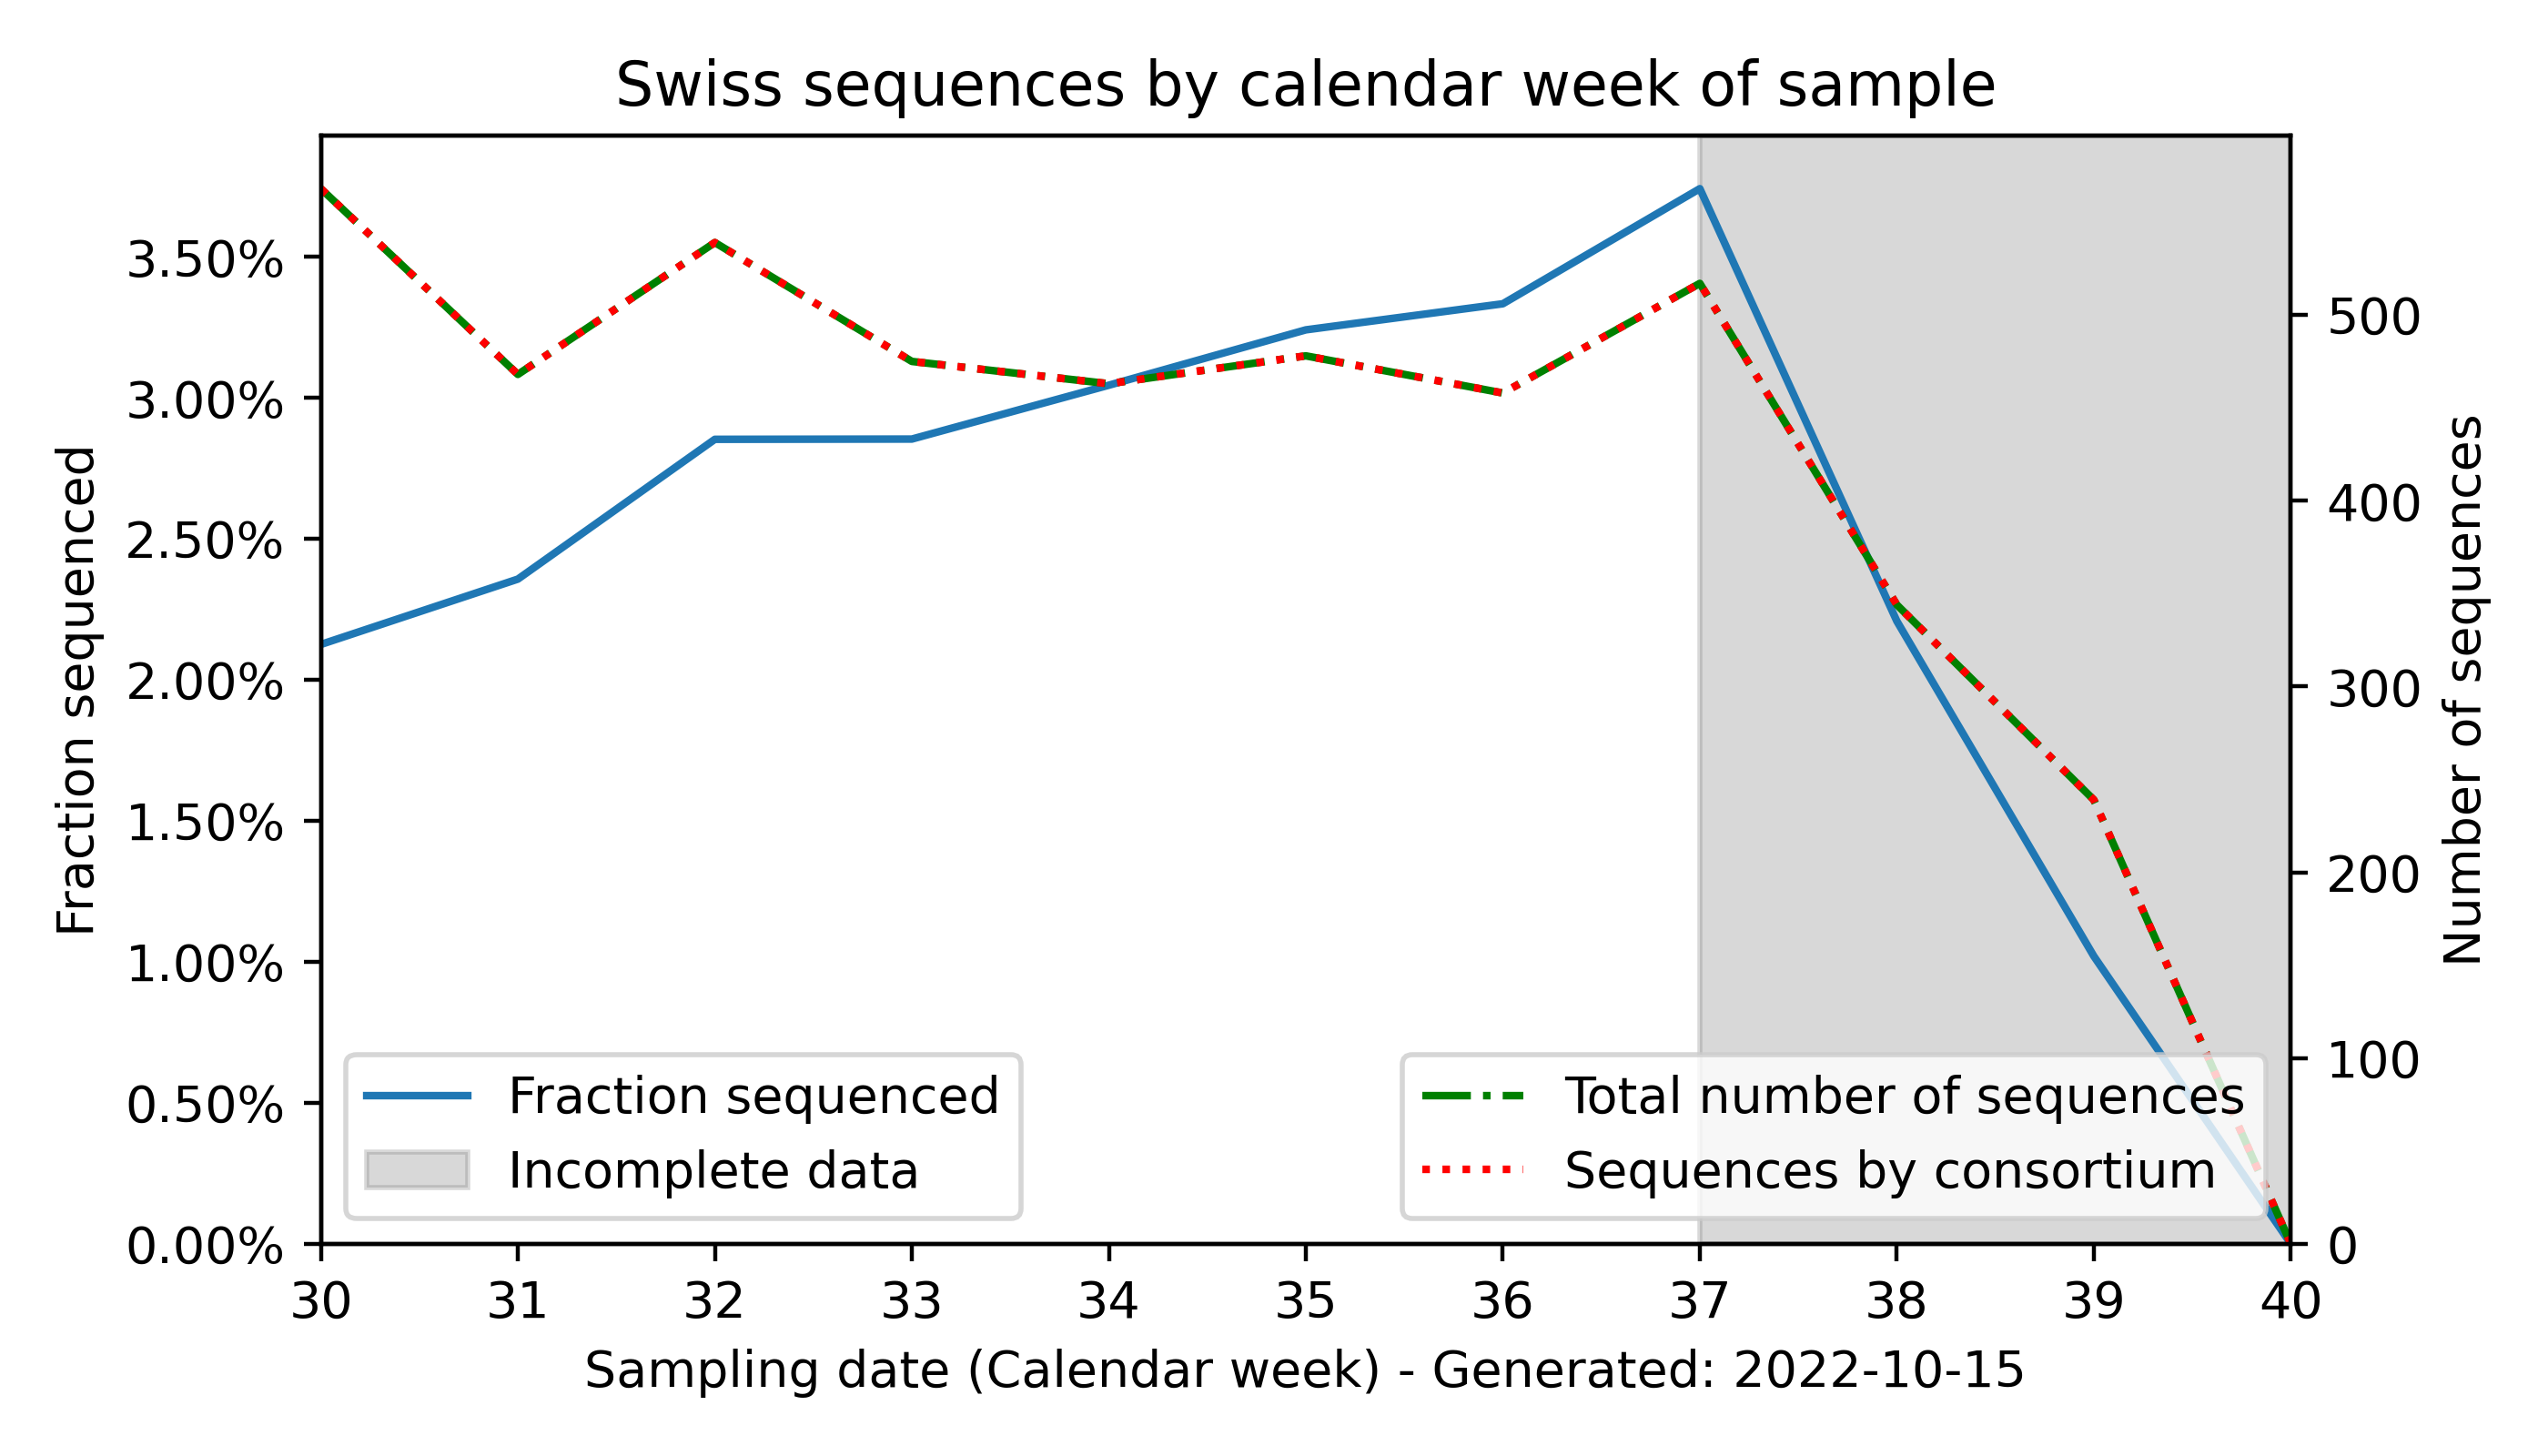 Swiss sequences by calendar week of sample
3.50%
3.00%
2.50%
2.00%
1.50%
1.00%
0.50%
0.00%
Fraction sequenced
500
400
300
200
100
0
Number of sequences
Fraction sequenced
Incomplete data
Total number of sequences
Sequences by consortium
30 31 32 33 34 35 36 37 38 39 40
Sampling date (Calendar week) - Generated: 2022-10-15